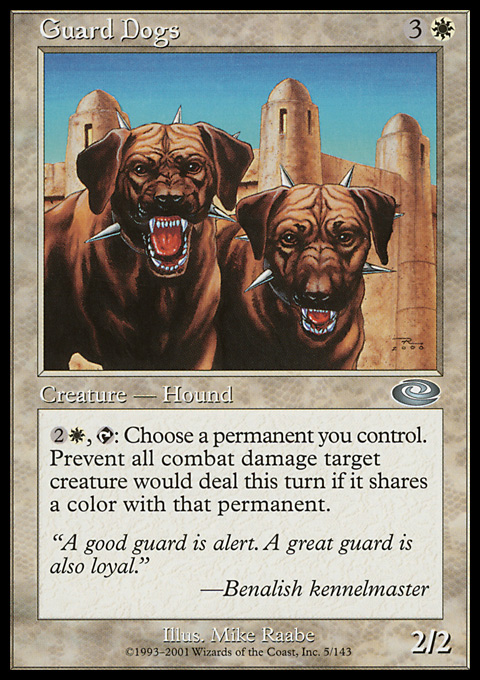 Guard Dogs 3
Creature — Hound
2, : Choose a permanent you control.
Prevent all combat damage target
creature would deal this turn if it shares
a color with that permanent.
“A good guard is alert. A great guard is
also loyal.”
—Benalish kennelmaster
Illus. Mike Raabe
©1993–2001 Wizards of the Coast, Inc. 5/143
2/2